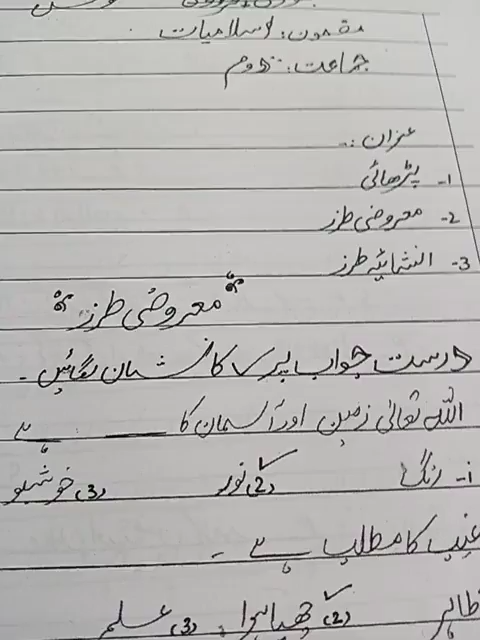 مضمون: اسلامیات
جماعت: دوم
عنوان :۔
1۔ پڑھائی
2۔ معروضی طرز
3۔ انشائیہ طرز
معروضی طرز
درست جواب پر ✓ کا نشان لگائیں ۔
اللہ تعالیٰ زمین اور آسمان کا ______ ہے
1۔ رنگ (2) نور ✓ (3) خوشبو
غیب کا مطلب ہے ۔
ظاہر (2) چھپا ہوا ✓ (3) علم